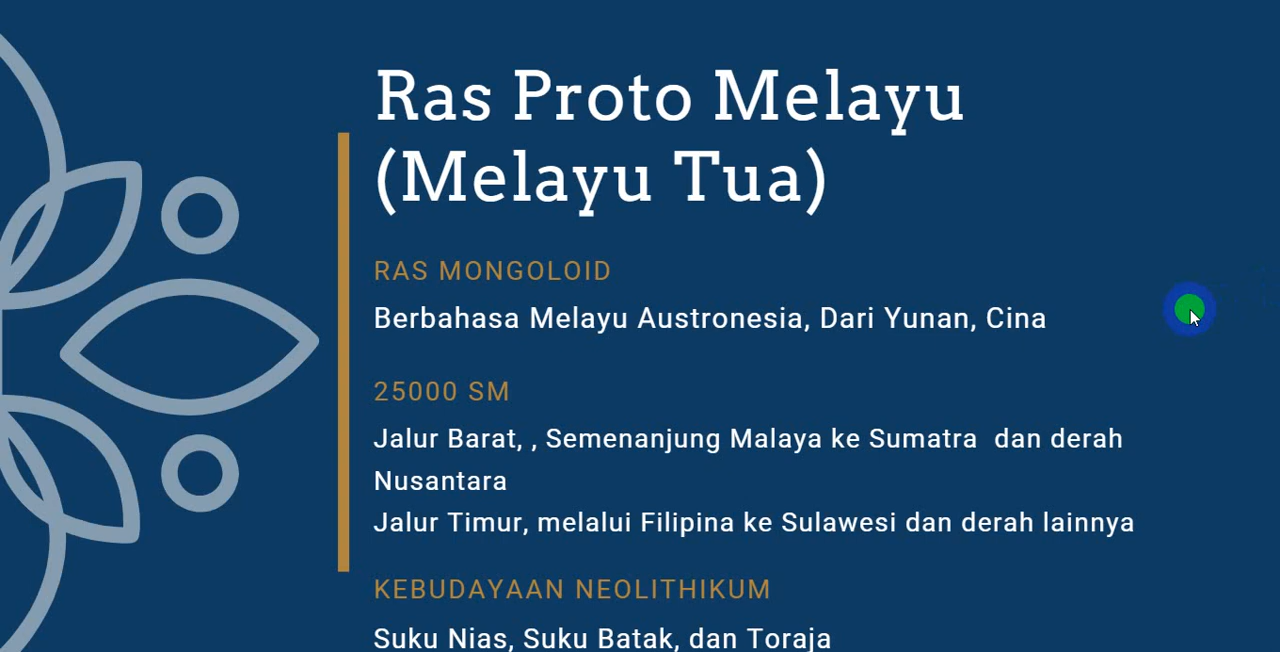 Ras Proto Melayu
(Melayu Tua)
RAS MONGOLOID
Berbahasa Melayu Austronesia, Dari Yunan, Cina
25000 SM
Jalur Barat, , Semenanjung Malaya ke Sumatra  dan derah
Nusantara
Jalur Timur, melalui Filipina ke Sulawesi dan derah lainnya
KEBUDAYAAN NEOLITHIKUM
Suku Nias, Suku Batak, dan Toraja